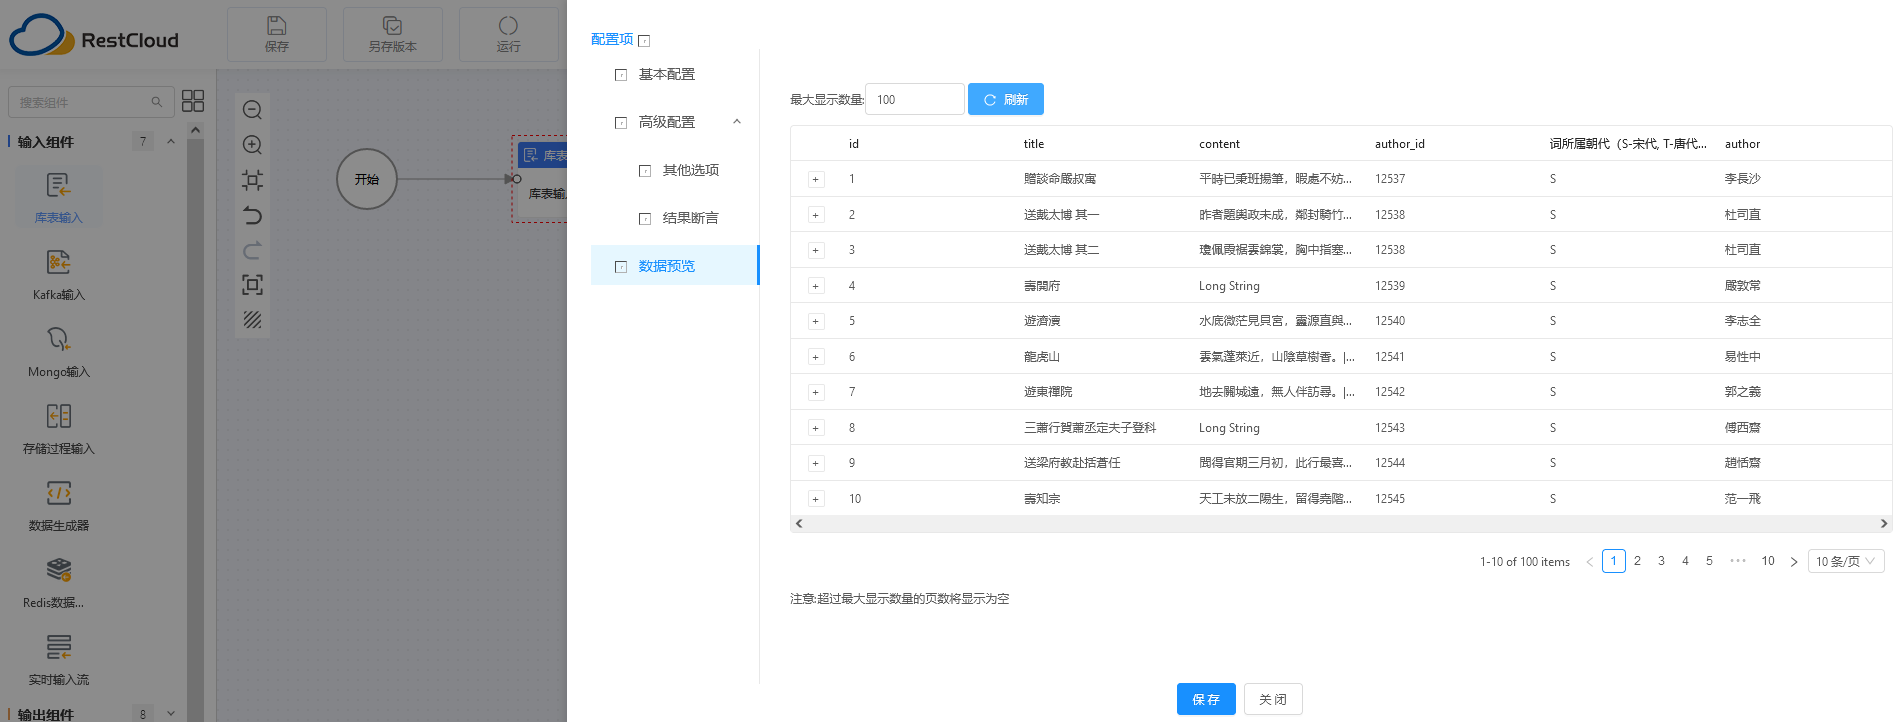 RestCloud
保存
另存版本
运行
搜索组件
输入组件 7
库表输入
Kafka输入
Mongo输入
存储过程输入
数据生成器
Redis数据...
实时输入流
输出组件 8
开始
库表
库表输
配置项
基本配置
高级配置
其他选项
结果断言
数据预览
最大显示数量: 100 刷新
id title content author_id 词所属朝代（S-宋代, T-唐代... author
1 贈談命嚴叔寓 平時已秉班揚筆，暇處不妨... 12537 S 李長沙
2 送戴太博 其一 昨者題輿政未成，鄰封騎竹... 12538 S 杜司直
3 送戴太博 其二 瓊佩霞裾雲錦裳，胸中指塞... 12538 S 杜司直
4 壽開府 Long String 12539 S 嚴敦常
5 遊濟瀆 水底微茫見貝宮，靈源直與... 12540 S 李志全
6 龍虎山 雲氣蓬萊近，山陰草樹香。|... 12541 S 易性中
7 遊東禪院 地去關城遠，無人伴訪尋。|... 12542 S 郭之義
8 三蕭行賀蕭丞定夫子登科 Long String 12543 S 傅西齋
9 送梁府教赴括蒼任 聞得官期三月初，此行最喜... 12544 S 趙恬齋
10 壽知宗 天工未放二陽生，留得堯階... 12545 S 范一飛
1-10 of 100 items 1 2 3 4 5 ••• 10 10 条/页
注意:超过最大显示数量的页数将显示为空
保 存 关 闭